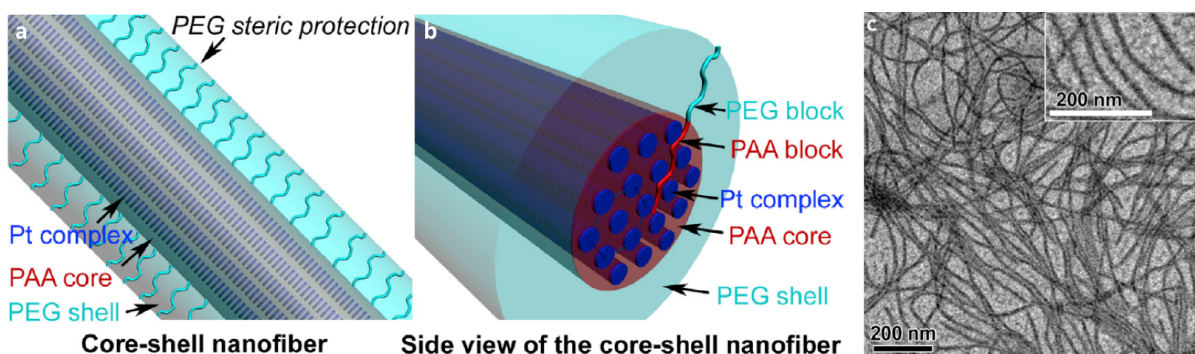 a
PEG steric protection
Pt complex
PAA core
PEG shell
Core-shell nanofiber
b
PEG block
PAA block
Pt complex
PAA core
PEG shell
Side view of the core-shell nanofiber
c
200 nm
200 nm